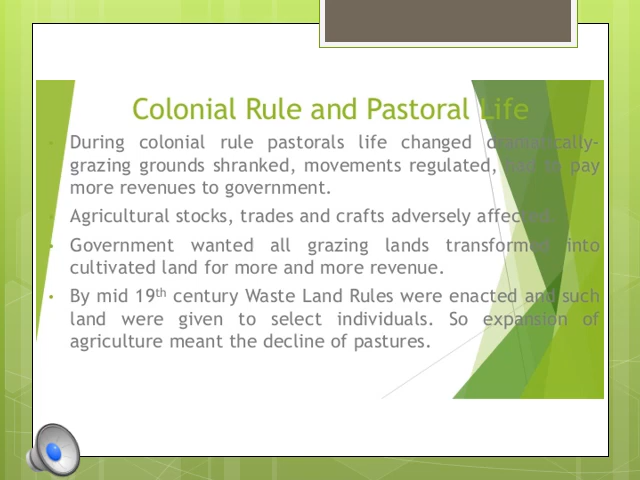 Colonial Rule and Pastoral Life
• During colonial rule pastorals life changed dramatically-
grazing grounds shranked, movements regulated, had to pay
more revenues to government.
• Agricultural stocks, trades and crafts adversely affected.
• Government wanted all grazing lands transformed into
cultivated land for more and more revenue.
• By mid 19th century Waste Land Rules were enacted and such
land were given to select individuals. So expansion of
agriculture meant the decline of pastures.